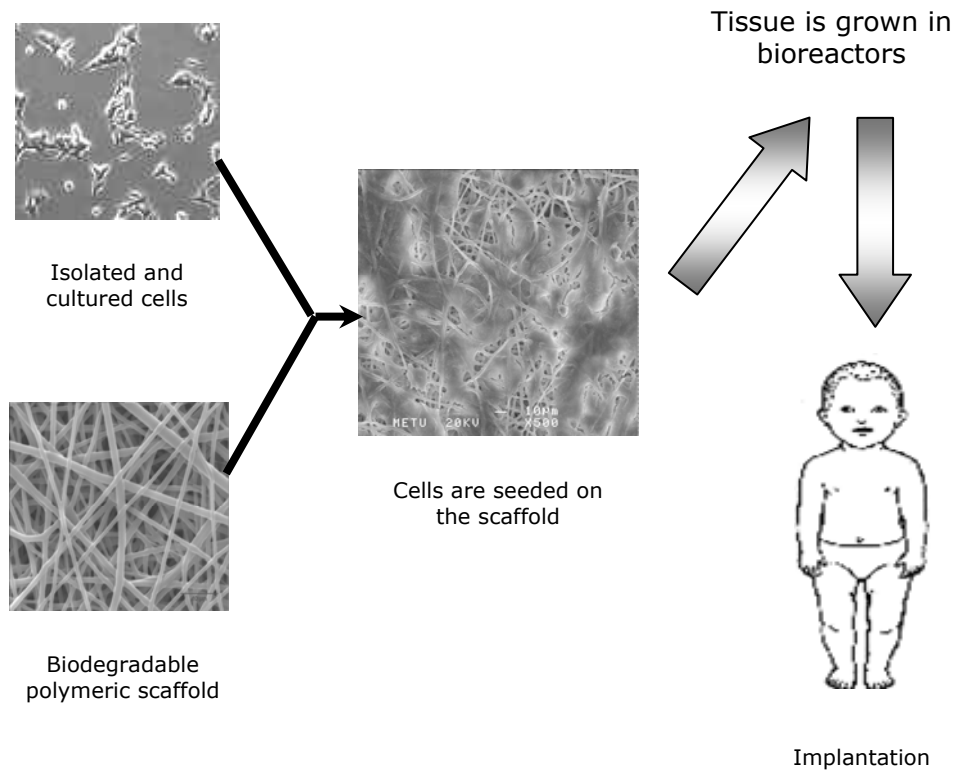 Tissue is grown in
bioreactors
Isolated and
cultured cells
METU 20KV 10µm
X500
Cells are seeded on
the scaffold
Biodegradable
polymeric scaffold
Implantation